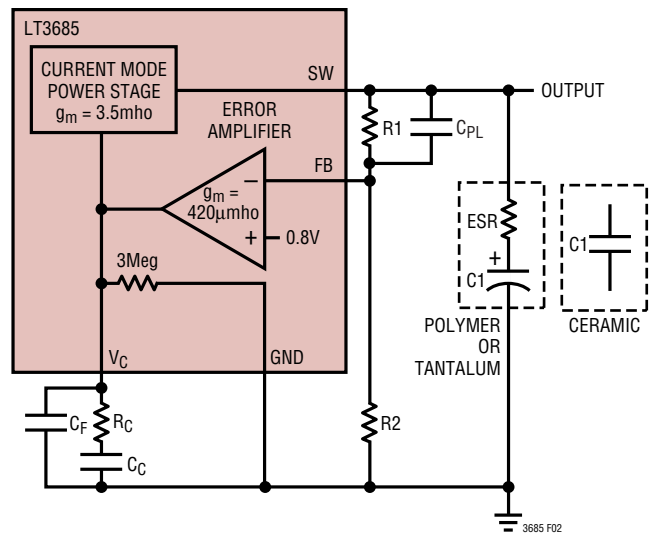 LT3685
CURRENT MODE
POWER STAGE
gm = 3.5mho
SW
OUTPUT
ERROR
AMPLIFIER
R1
CPL
FB
gm =
420µmho
–
+
0.8V
ESR
+
C1
C1
3Meg
POLYMER
OR
TANTALUM
CERAMIC
VC
GND
CF
RC
R2
CC
3685 F02